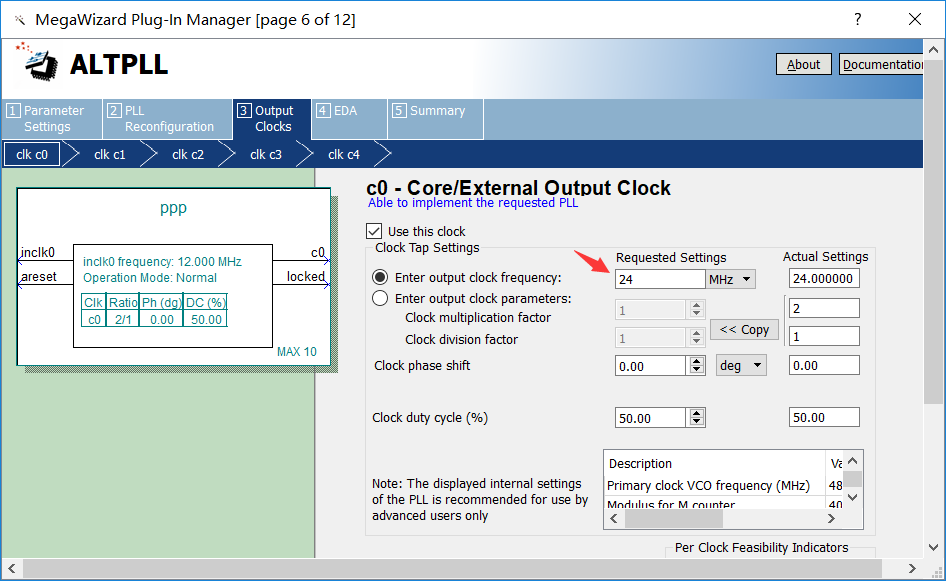 MegaWizard Plug-In Manager [page 6 of 12]
?
ALTPLL
About
Documentation
1 Parameter
Settings
2 PLL
Reconfiguration
3 Output
Clocks
4 EDA
5 Summary
clk c0
clk c1
clk c2
clk c3
clk c4
ppp
inclk0
areset
inclk0 frequency: 12.000 MHz
Operation Mode: Normal
Clk Ratio Ph (dg) DC (%)
c0 2/1 0.00 50.00
c0
locked
MAX 10
c0 - Core/External Output Clock
Able to implement the requested PLL
Use this clock
Clock Tap Settings
Requested Settings
Actual Settings
Enter output clock frequency:
24
MHz
24.000000
Enter output clock parameters:
Clock multiplication factor
1
2
<< Copy
Clock division factor
1
1
Clock phase shift
0.00
deg
0.00
Clock duty cycle (%)
50.00
50.00
Note: The displayed internal settings
of the PLL is recommended for use by
advanced users only
Description
Va
Primary clock VCO frequency (MHz)
48
Modulus for M counter
40
Per Clock Feasibility Indicators